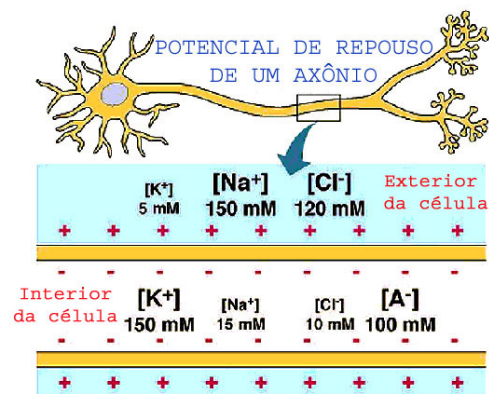 POTENCIAL DE REPOUSO
DE UM AXÔNIO
[K+] [Na+] [Cl-] Exterior
5 mM 150 mM 120 mM da célula
+ + + + + + + + +
- - - - - - - - -
Interior [K+] [Na+] [Cl-] [A-]
da célula 150 mM 15 mM 10 mM 100 mM
- - - - - - - - -
+ + + + + + + + +